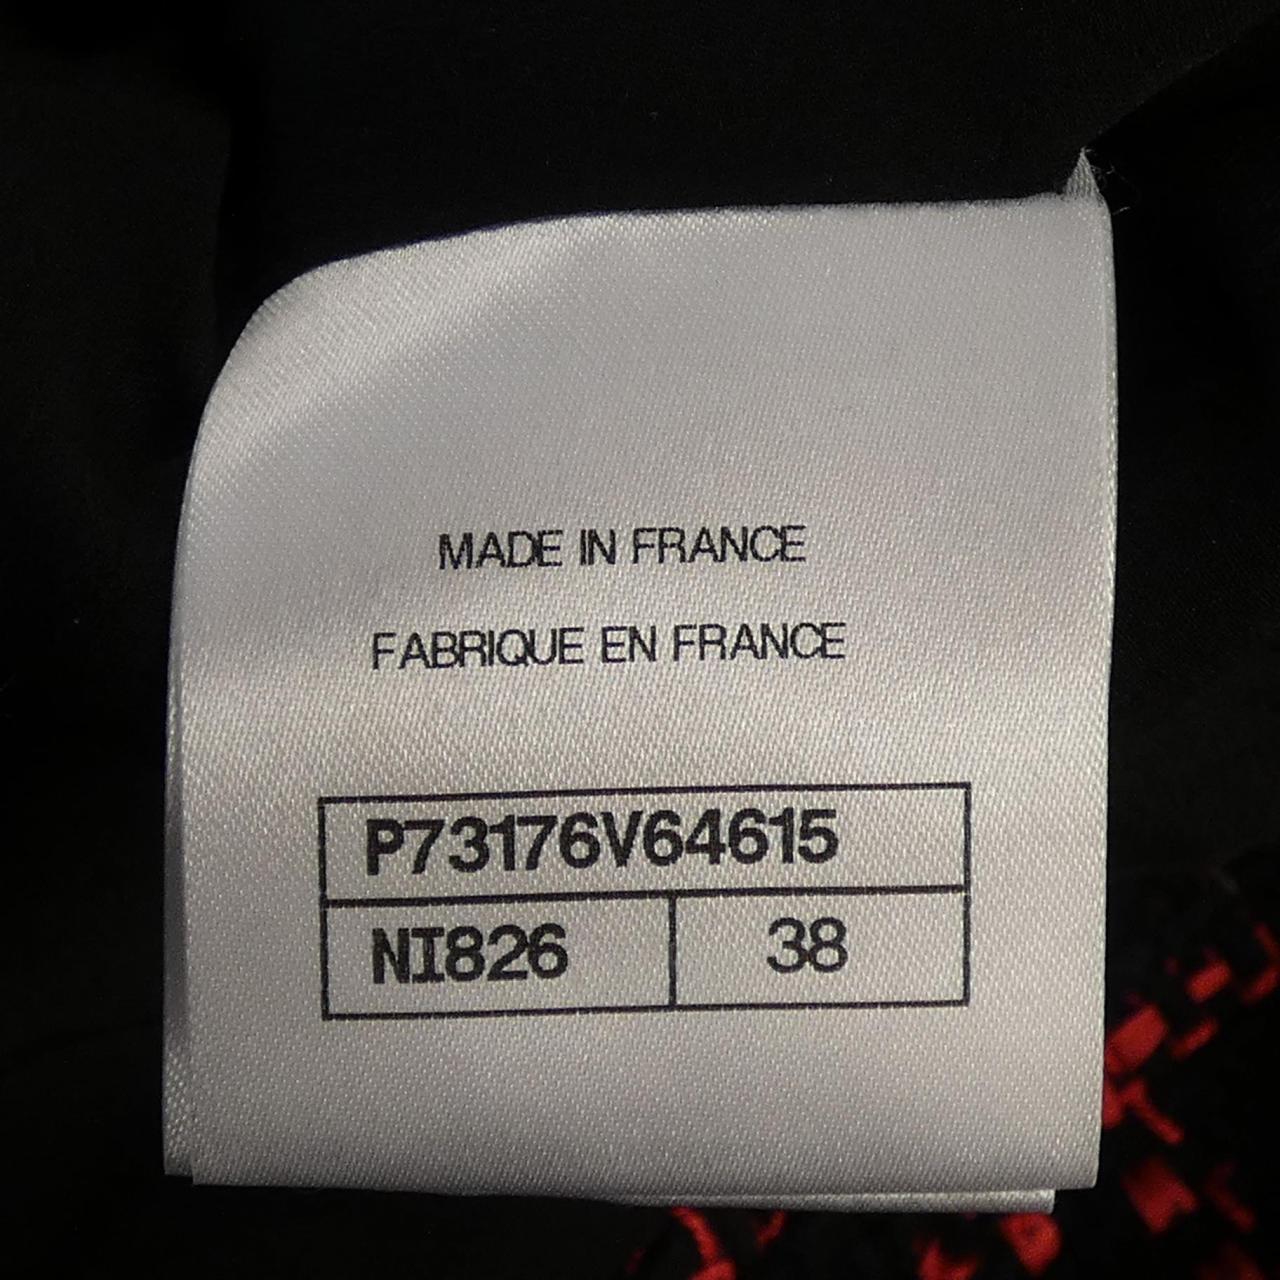 MADE IN FRANCE
FABRIQUE EN FRANCE
P73176V64615
NI826 38